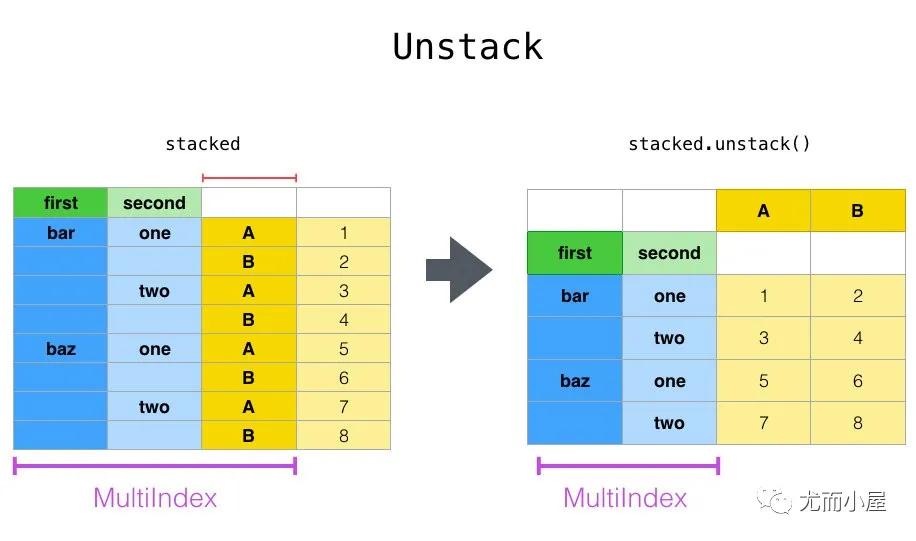 Unstack
stacked
first second
bar one A 1
B 2
two A 3
B 4
baz one A 5
B 6
two A 7
B 8
MultiIndex
stacked.unstack()
A B
first second
bar one 1 2
two 3 4
baz one 5 6
two 7 8
MultiIndex
尤而小屋